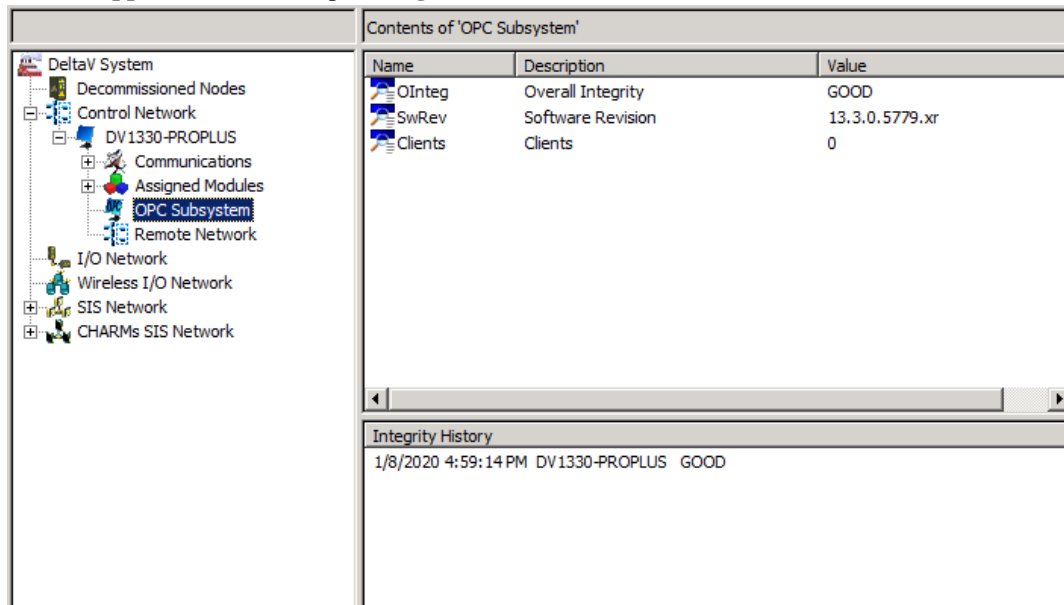 Contents of 'OPC Subsystem'
DeltaV System
Decommissioned Nodes
Control Network
DV1330-PROPLUS
Communications
Assigned Modules
OPC Subsystem
Remote Network
I/O Network
Wireless I/O Network
SIS Network
CHARMs SIS Network
Name Description Value
OInteg Overall Integrity GOOD
SwRev Software Revision 13.3.0.5779.xr
Clients Clients 0
Integrity History
1/8/2020 4:59:14 PM DV1330-PROPLUS GOOD